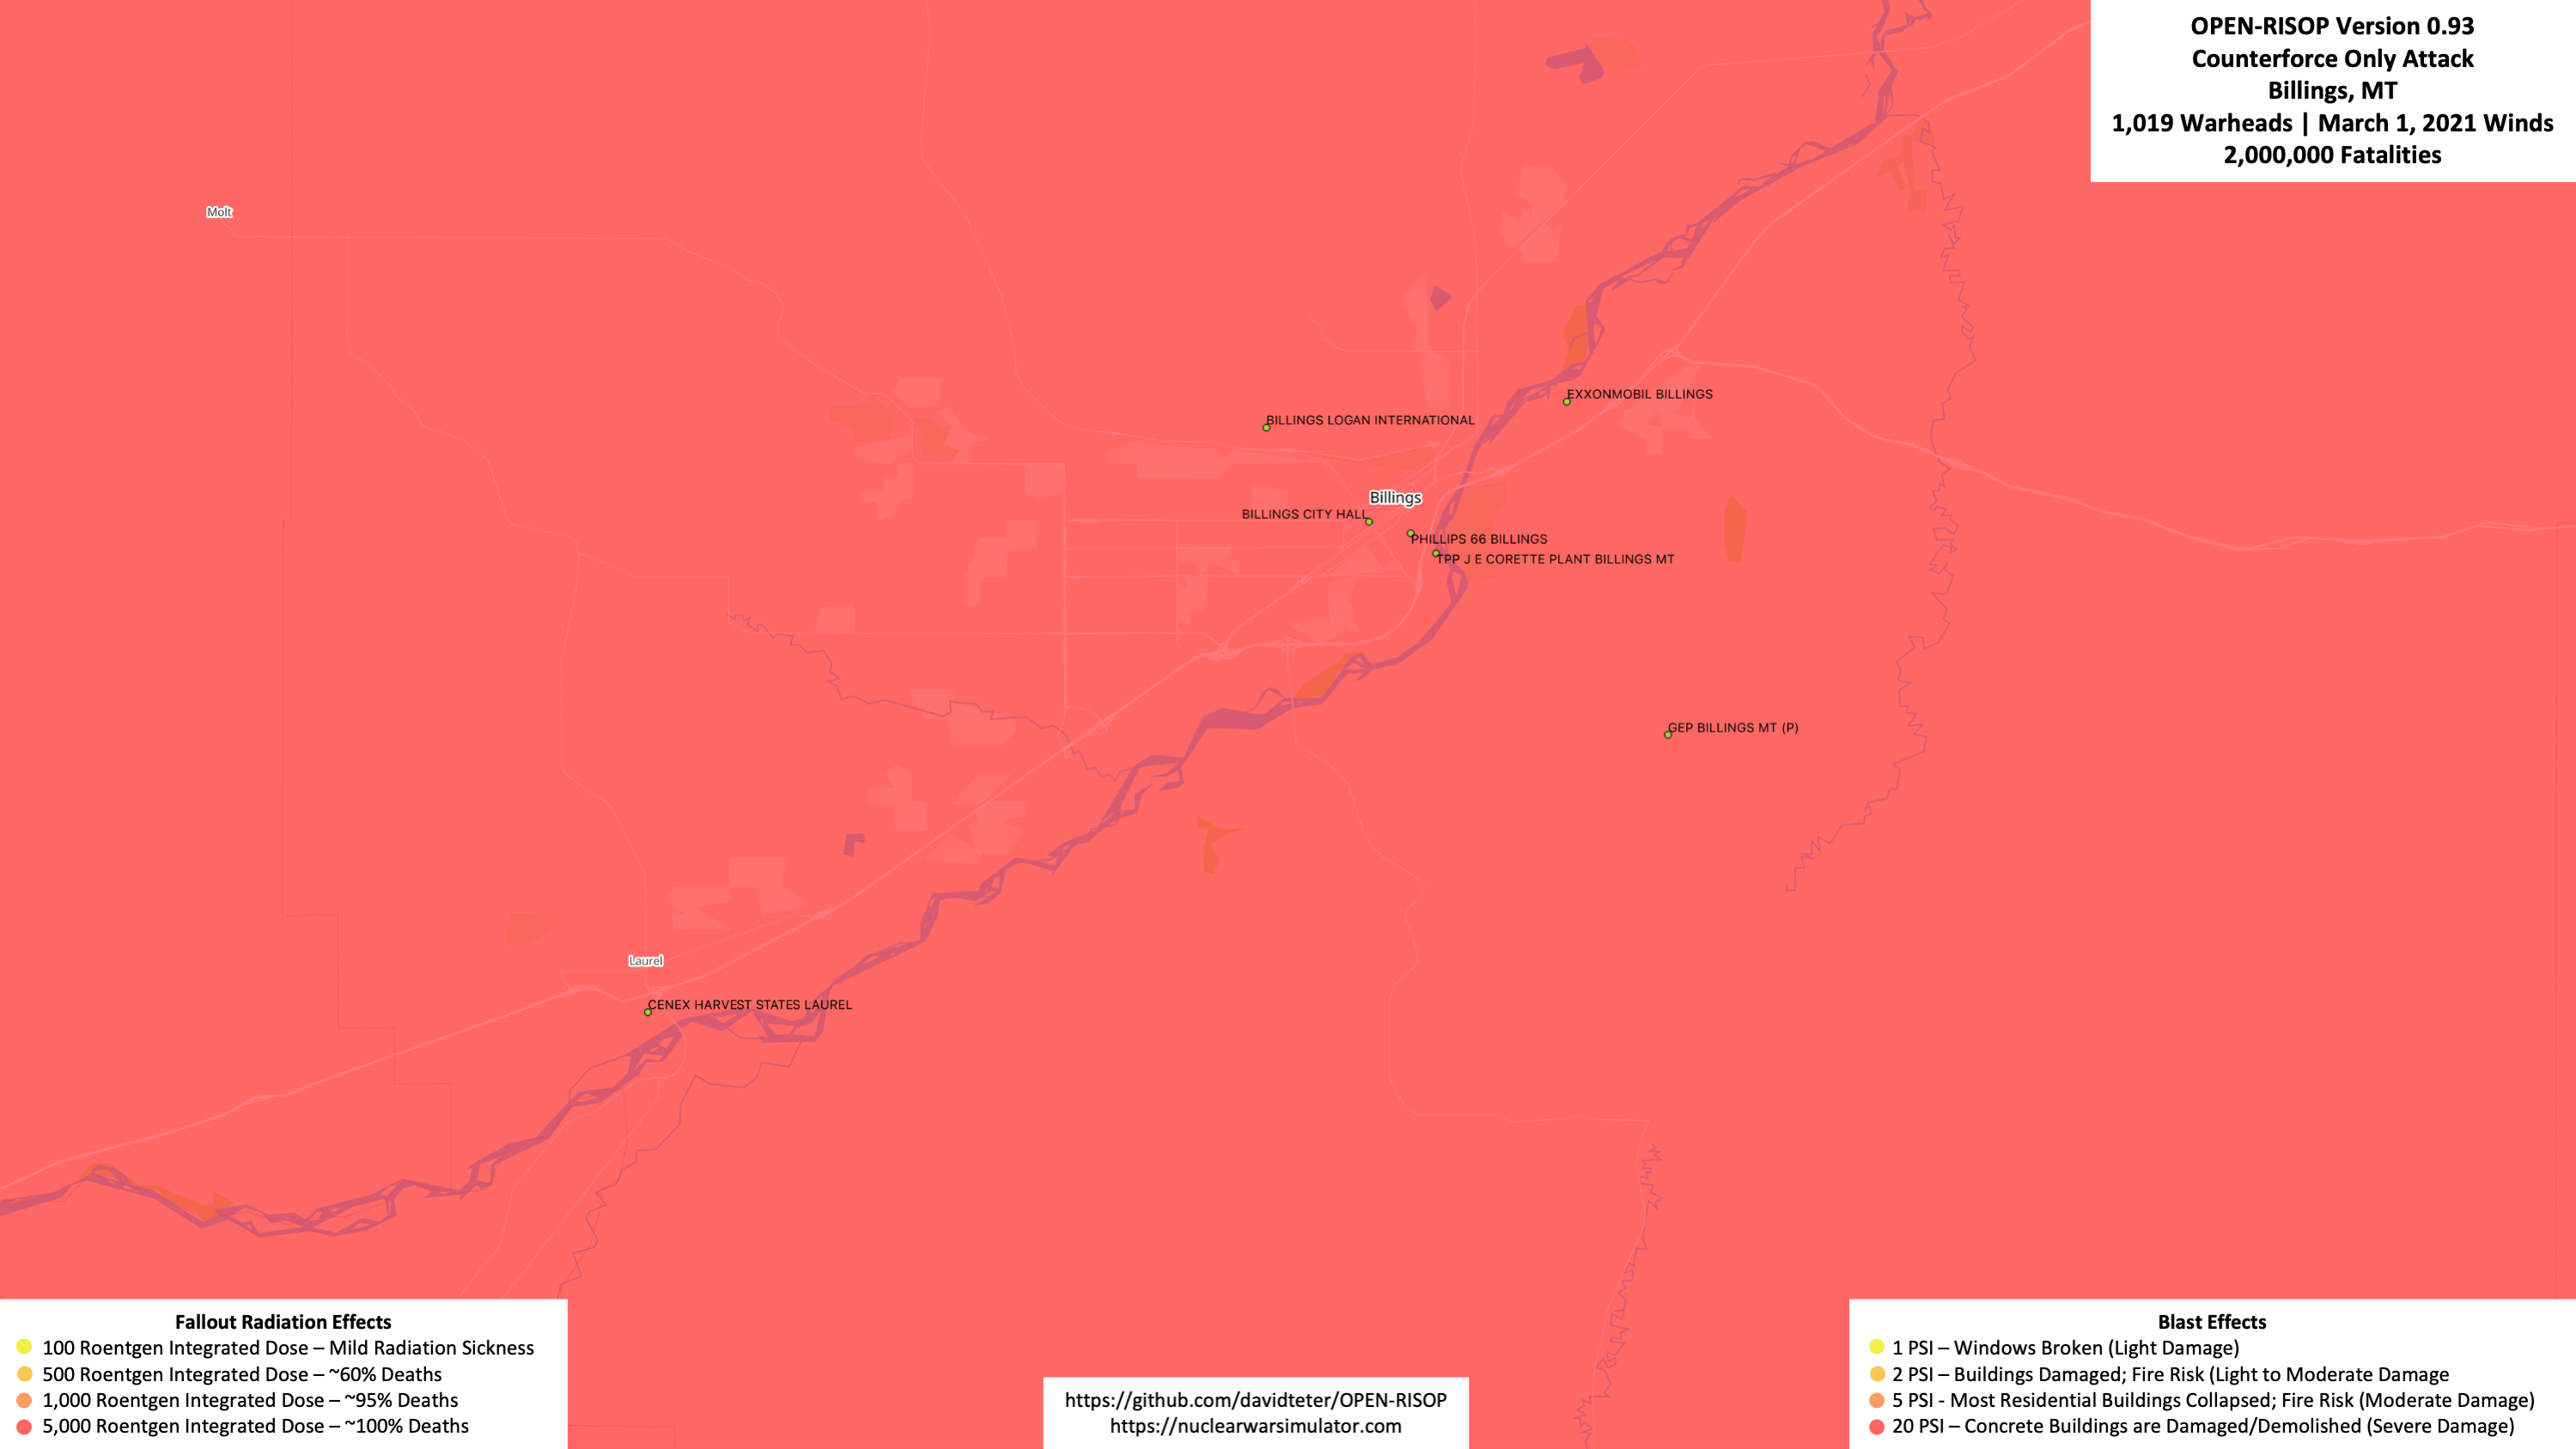 OPEN-RISOP Version 0.93
Counterforce Only Attack
Billings, MT
1,019 Warheads | March 1, 2021 Winds
2,000,000 Fatalities
Molt
EXXONMOBIL BILLINGS
BILLINGS LOGAN INTERNATIONAL
Billings
BILLINGS CITY HALL
PHILLIPS 66 BILLINGS
TPP J E CORETTE PLANT BILLINGS MT
GEP BILLINGS MT (P)
Laurel
CENEX HARVEST STATES LAUREL
Fallout Radiation Effects
100 Roentgen Integrated Dose – Mild Radiation Sickness
500 Roentgen Integrated Dose – ~60% Deaths
1,000 Roentgen Integrated Dose – ~95% Deaths
5,000 Roentgen Integrated Dose – ~100% Deaths
https://github.com/davidteter/OPEN-RISOP
https://nuclearwarsimulator.com
Blast Effects
1 PSI – Windows Broken (Light Damage)
2 PSI – Buildings Damaged; Fire Risk (Light to Moderate Damage
5 PSI - Most Residential Buildings Collapsed; Fire Risk (Moderate Damage)
20 PSI – Concrete Buildings are Damaged/Demolished (Severe Damage)